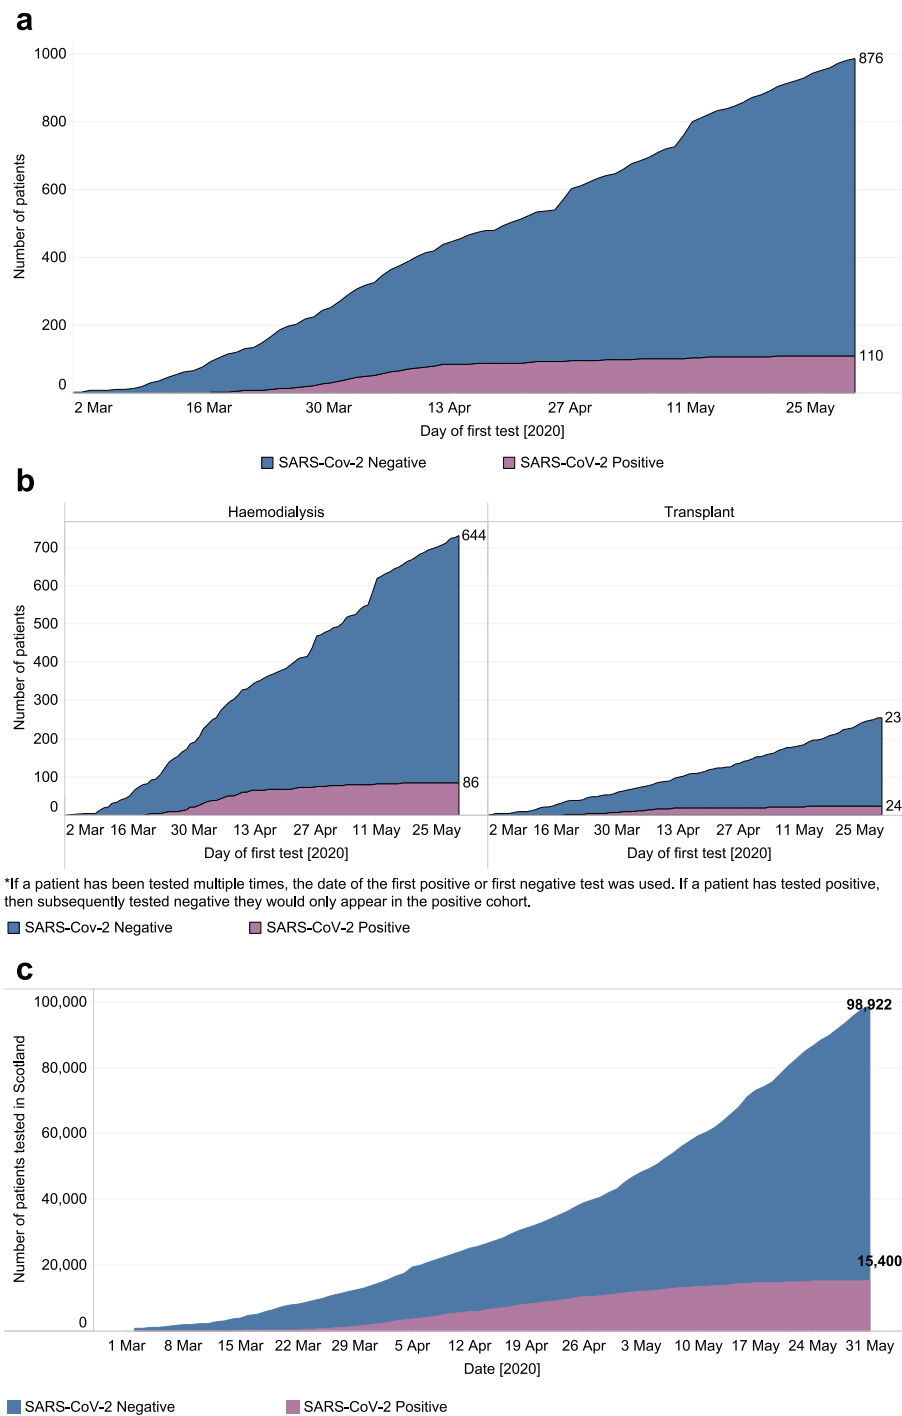 a
1000
800
600
400
200
0
Number of patients
876
110
2 Mar 16 Mar 30 Mar 13 Apr 27 Apr 11 May 25 May
Day of first test [2020]
SARS-Cov-2 Negative SARS-CoV-2 Positive
b
Haemodialysis Transplant
700
600
500
400
300
200
100
0
Number of patients
644
86
23
24
2 Mar 16 Mar 30 Mar 13 Apr 27 Apr 11 May 25 May 2 Mar 16 Mar 30 Mar 13 Apr 27 Apr 11 May 25 May
Day of first test [2020] Day of first test [2020]
*If a patient has been tested multiple times, the date of the first positive or first negative test was used. If a patient has tested positive,
then subsequently tested negative they would only appear in the positive cohort.
SARS-Cov-2 Negative SARS-CoV-2 Positive
c
100,000
80,000
60,000
40,000
20,000
0
Number of patients tested in Scotland
98,922
15,400
1 Mar 8 Mar 15 Mar 22 Mar 29 Mar 5 Apr 12 Apr 19 Apr 26 Apr 3 May 10 May 17 May 24 May 31 May
Date [2020]
SARS-CoV-2 Negative SARS-CoV-2 Positive